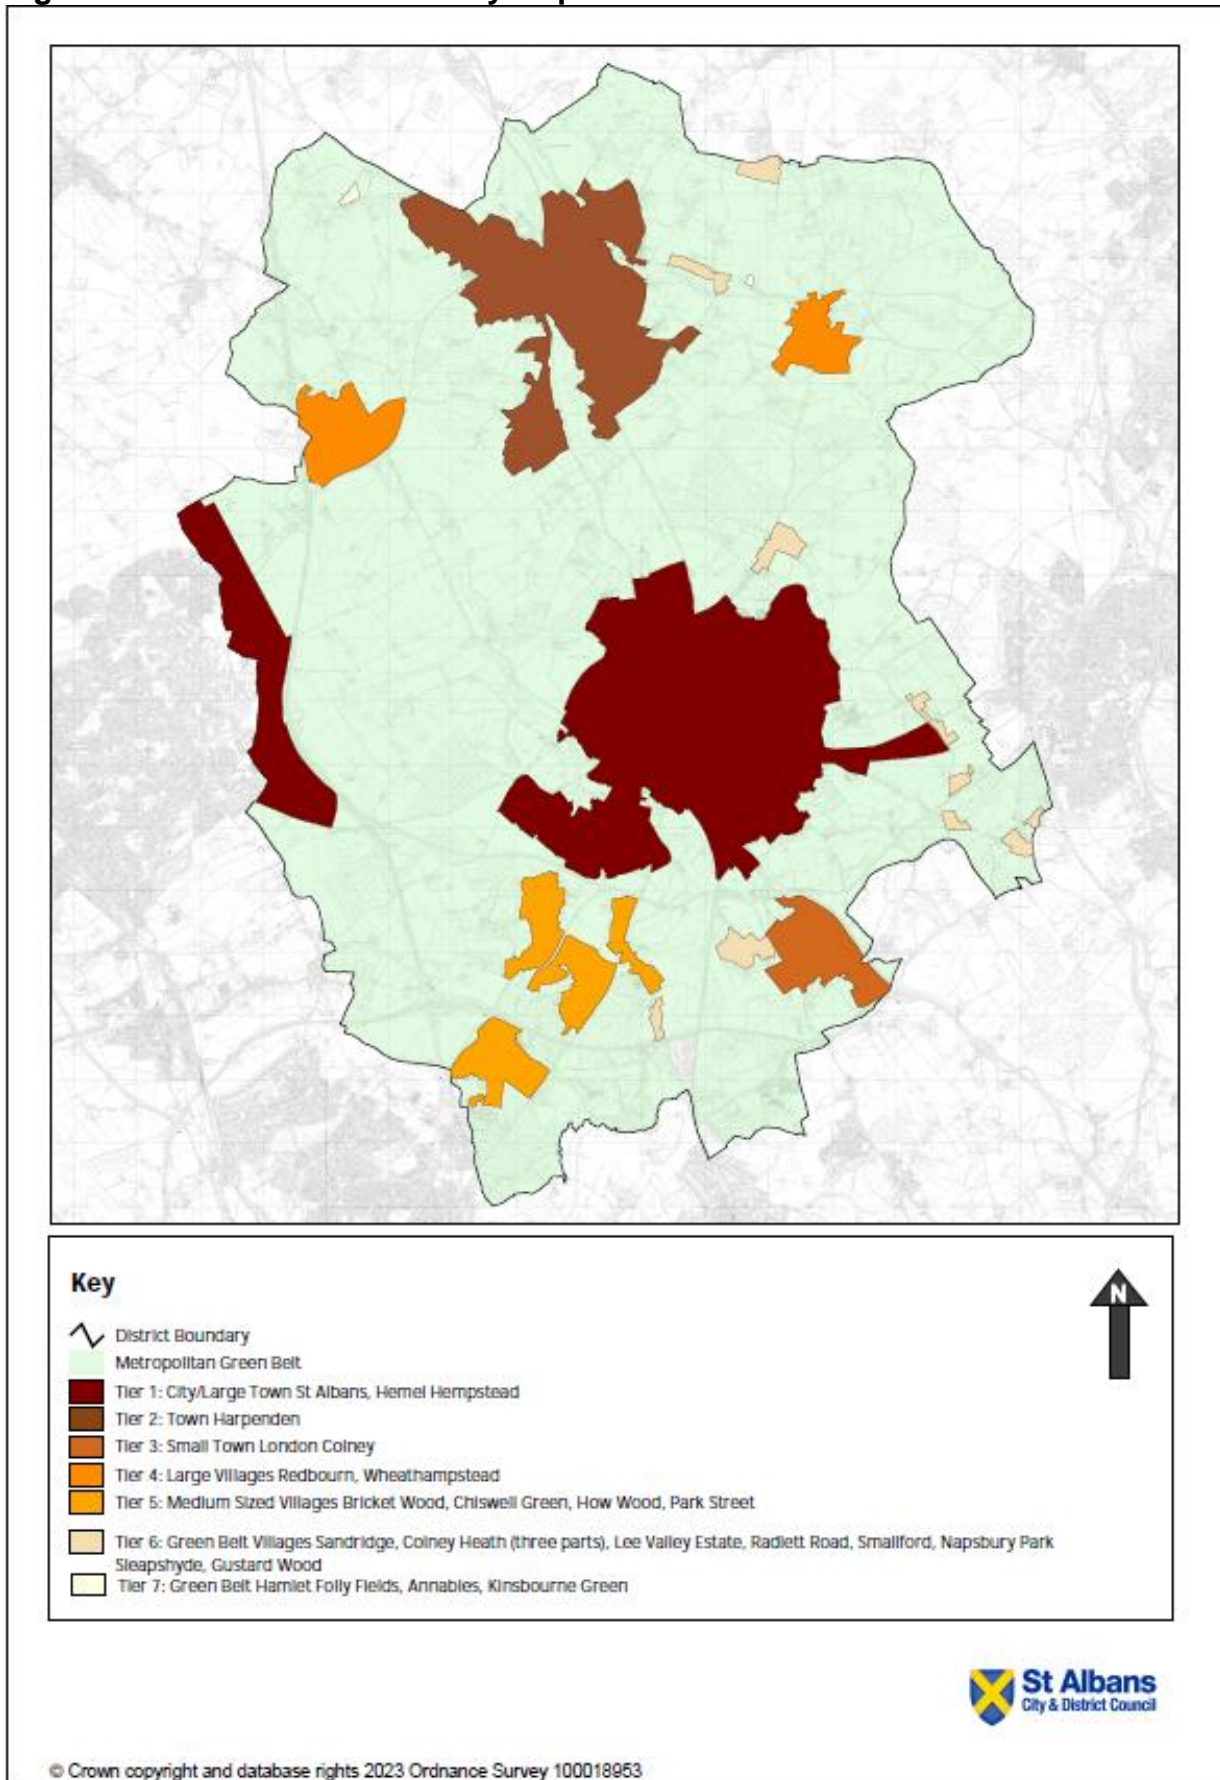 Key
N
District Boundary
Metropolitan Green Belt
Tier 1: City/Large Town St Albans, Hemel Hempstead
Tier 2: Town Harpenden
Tier 3: Small Town London Colney
Tier 4: Large Villages Redbourn, Wheathampstead
Tier 5: Medium Sized Villages Bricket Wood, Chiswell Green, How Wood, Park Street
Tier 6: Green Belt Villages Sandridge, Colney Heath (three parts), Lee Valley Estate, Radlett Road, Smallford, Napsbury Park
Sleapshyde, Gustard Wood
Tier 7: Green Belt Hamlet Folly Fields, Annables, Kinsbourne Green
St Albans
City & District Council
© Crown copyright and database rights 2023 Ordnance Survey 100018953